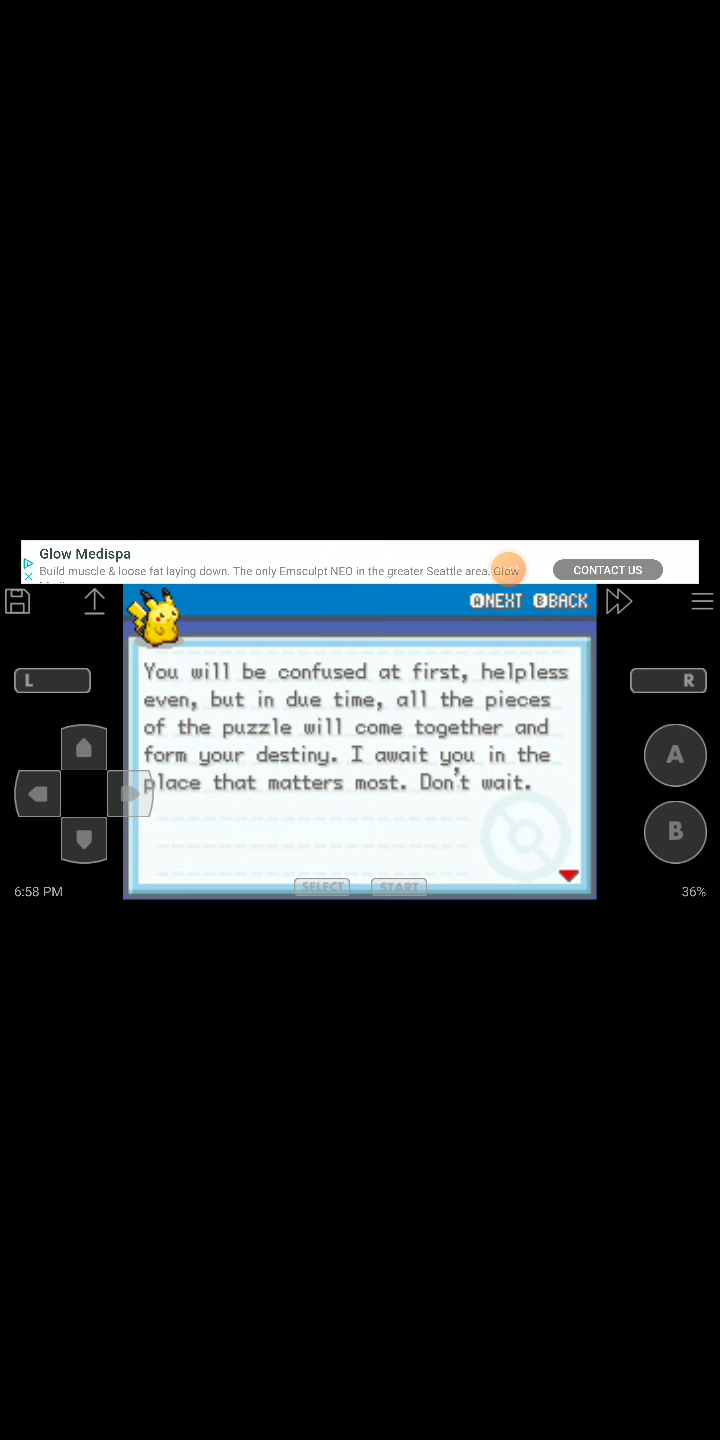 Glow Medispa
Build muscle & loose fat laying down. The only Emsculpt NEO in the greater Seattle area. Glow
CONTACT US
A NEXT B BACK
L
R
You will be confused at first, helpless
even, but in due time, all the pieces
of the puzzle will come together and
form your destiny. I await you in the
place that matters most. Don't wait.
A
B
SELECT START
6:58 PM
36%